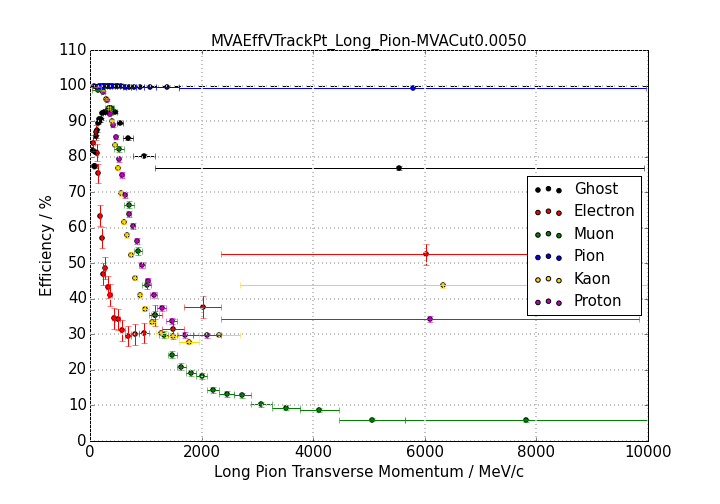 MVAEffVTrackPt_Long_Pion-MVACut0.0050
110
100
90
80
70
60
50
40
30
20
10
0
Efficiency / %
Ghost
Electron
Muon
Pion
Kaon
Proton
0 2000 4000 6000 8000 10000
Long Pion Transverse Momentum / MeV/c